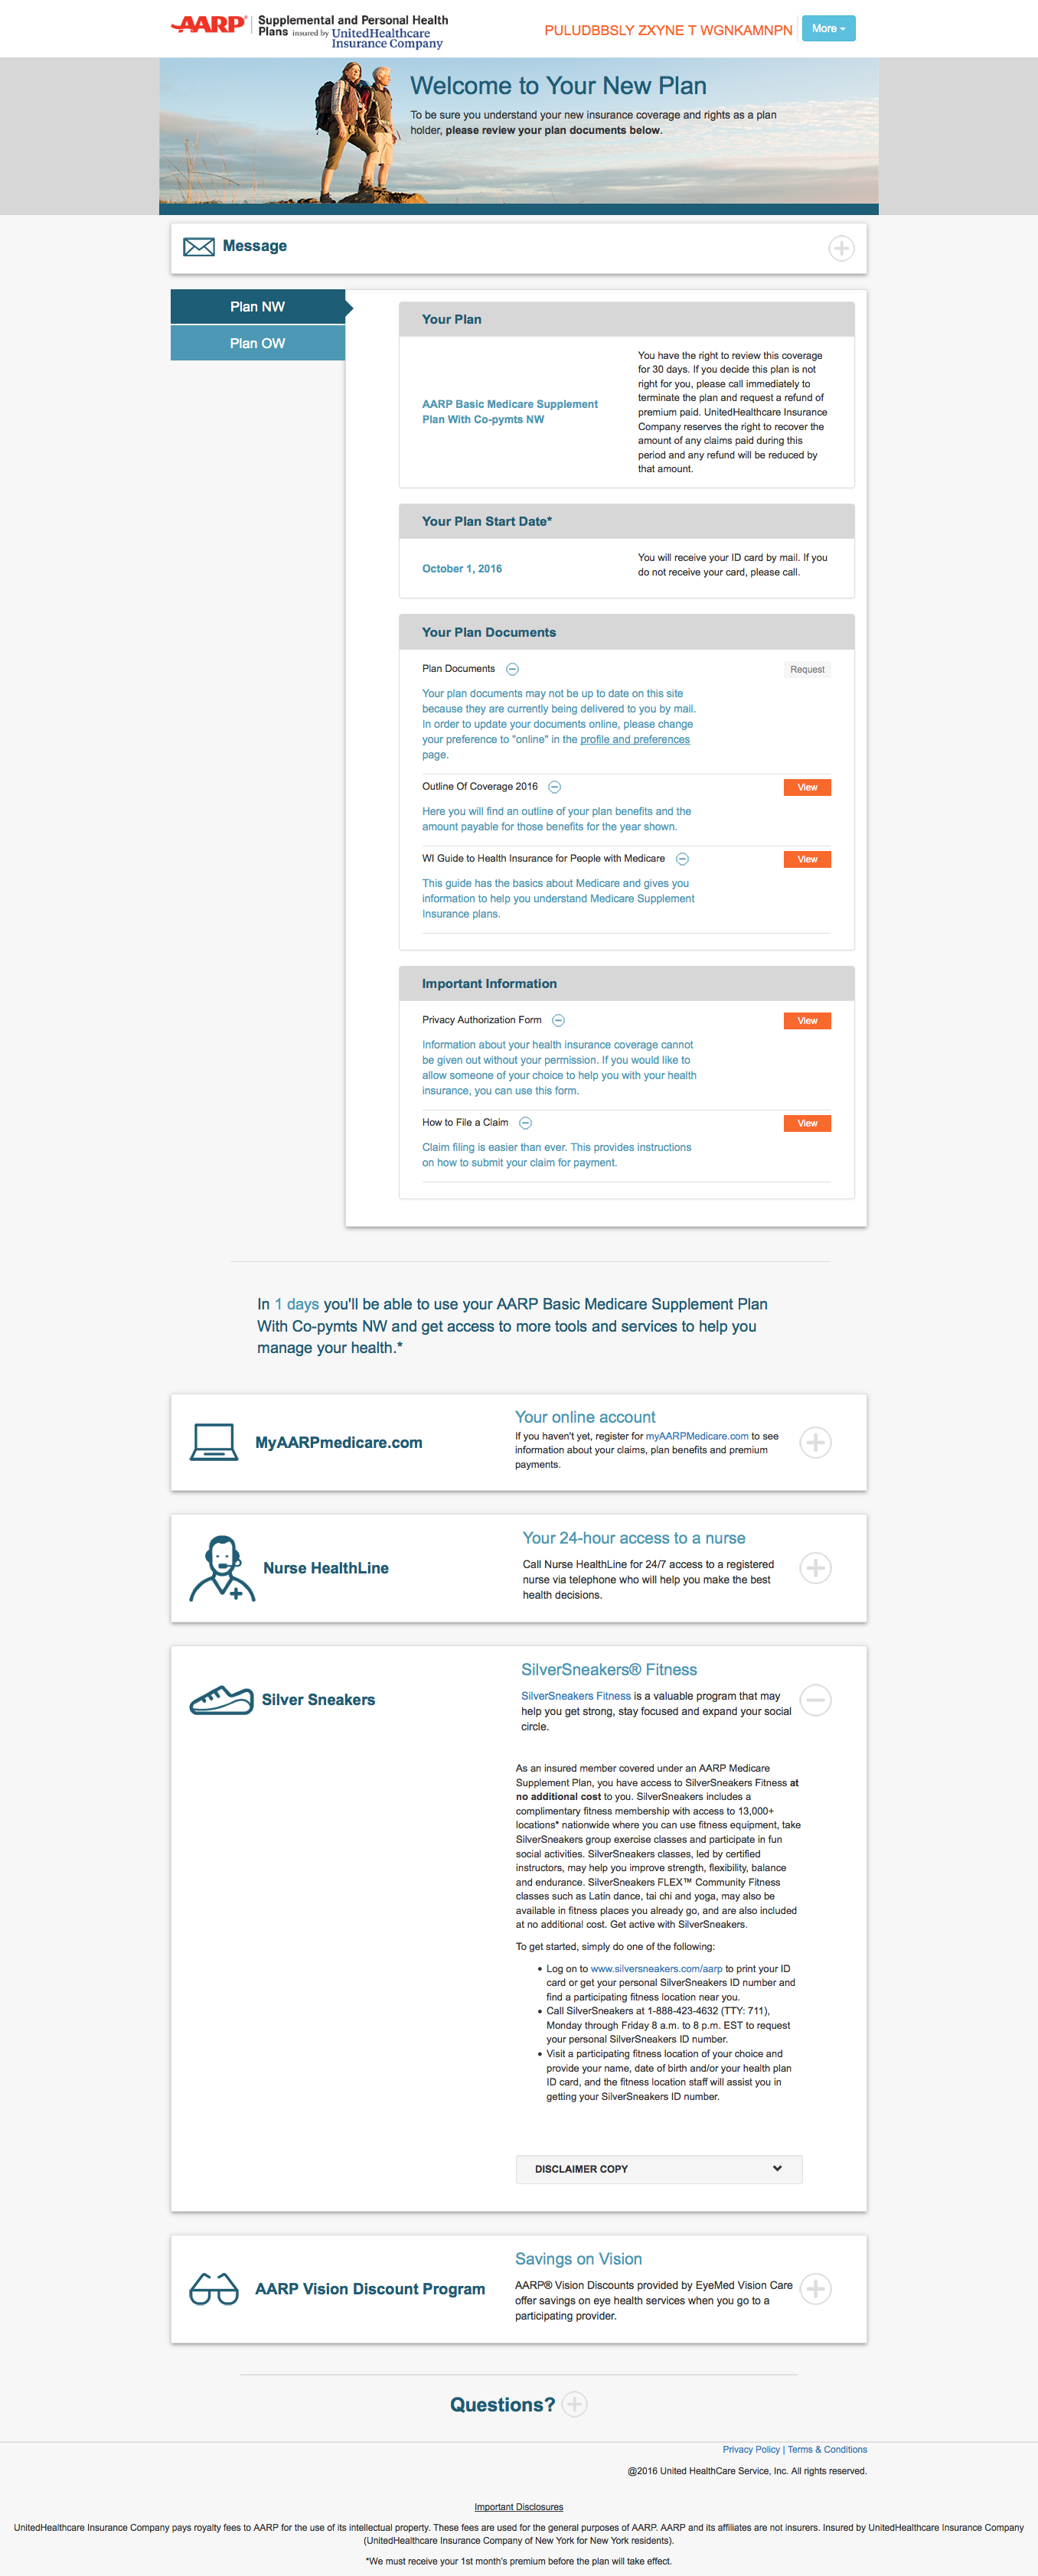 AARP® Supplemental and Personal Health
Plans insured by UnitedHealthcare
Insurance Company
PULUDBBSLY ZXYNE T WGNKAMNPN
More
Welcome to Your New Plan
To be sure you understand your new insurance coverage and rights as a plan
holder, please review your plan documents below.
Message
Plan NW
Plan OW
Your Plan
AARP Basic Medicare Supplement
Plan With Co-pymts NW
You have the right to review this coverage
for 30 days. If you decide this plan is not
right for you, please call immediately to
terminate the plan and request a refund of
premium paid. UnitedHealthcare Insurance
Company reserves the right to recover the
amount of any claims paid during this
period and any refund will be reduced by
that amount.
Your Plan Start Date*
October 1, 2016
You will receive your ID card by mail. If you
do not receive your card, please call.
Your Plan Documents
Plan Documents
Request
Your plan documents may not be up to date on this site
because they are currently being delivered to you by mail.
In order to update your documents online, please change
your preference to "online" in the profile and preferences
page.
Outline Of Coverage 2016
View
Here you will find an outline of your plan benefits and the
amount payable for those benefits for the year shown.
WI Guide to Health Insurance for People with Medicare
View
This guide has the basics about Medicare and gives you
information to help you understand Medicare Supplement
Insurance plans.
Important Information
Privacy Authorization Form
View
Information about your health insurance coverage cannot
be given out without your permission. If you would like to
allow someone of your choice to help you with your health
insurance, you can use this form.
How to File a Claim
View
Claim filing is easier than ever. This provides instructions
on how to submit your claim for payment.
In 1 days you'll be able to use your AARP Basic Medicare Supplement Plan
With Co-pymts NW and get access to more tools and services to help you
manage your health.*
MyAARPmedicare.com
Your online account
If you haven't yet, register for myAARPMedicare.com to see
information about your claims, plan benefits and premium
payments.
Nurse HealthLine
Your 24-hour access to a nurse
Call Nurse HealthLine for 24/7 access to a registered
nurse via telephone who will help you make the best
health decisions.
Silver Sneakers
SilverSneakers® Fitness
SilverSneakers Fitness is a valuable program that may
help you get strong, stay focused and expand your social
circle.
As an insured member covered under an AARP Medicare
Supplement Plan, you have access to SilverSneakers Fitness at
no additional cost to you. SilverSneakers includes a
complimentary fitness membership with access to 13,000+
locations* nationwide where you can use fitness equipment, take
SilverSneakers group exercise classes and participate in fun
social activities. SilverSneakers classes, led by certified
instructors, may help you improve strength, flexibility, balance
and endurance. SilverSneakers FLEX™ Community Fitness
classes such as Latin dance, tai chi and yoga, may also be
available in fitness places you already go, and are also included
at no additional cost. Get active with SilverSneakers.
To get started, simply do one of the following:
• Log on to www.silversneakers.com/aarp to print your ID
card or get your personal SilverSneakers ID number and
find a participating fitness location near you.
• Call SilverSneakers at 1-888-423-4632 (TTY: 711),
Monday through Friday 8 a.m. to 8 p.m. EST to request
your personal SilverSneakers ID number.
• Visit a participating fitness location of your choice and
provide your name, date of birth and/or your health plan
ID card, and the fitness location staff will assist you in
getting your SilverSneakers ID number.
DISCLAIMER COPY
AARP Vision Discount Program
Savings on Vision
AARP® Vision Discounts provided by EyeMed Vision Care
offer savings on eye health services when you go to a
participating provider.
Questions?
Privacy Policy | Terms & Conditions
@2016 United HealthCare Service, Inc. All rights reserved.
Important Disclosures
UnitedHealthcare Insurance Company pays royalty fees to AARP for the use of its intellectual property. These fees are used for the general purposes of AARP. AARP and its affiliates are not insurers. Insured by UnitedHealthcare Insurance Company
(UnitedHealthcare Insurance Company of New York for New York residents).
*We must receive your 1st month's premium before the plan will take effect.